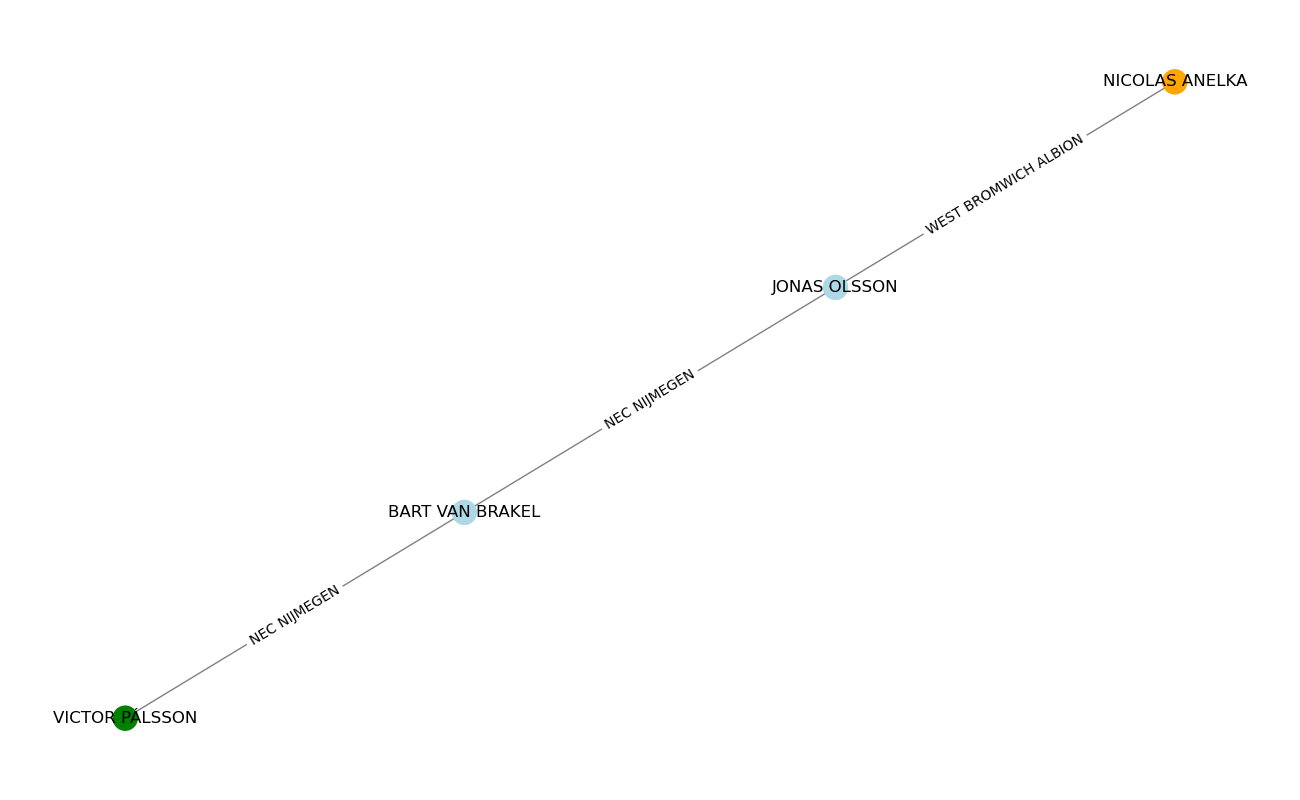 NICOLAS ANELKA
WEST BROMWICH ALBION
JONAS OLSSON
NEC NIJMEGEN
BART VAN BRAKEL
NEC NIJMEGEN
VICTOR PÁLSSON